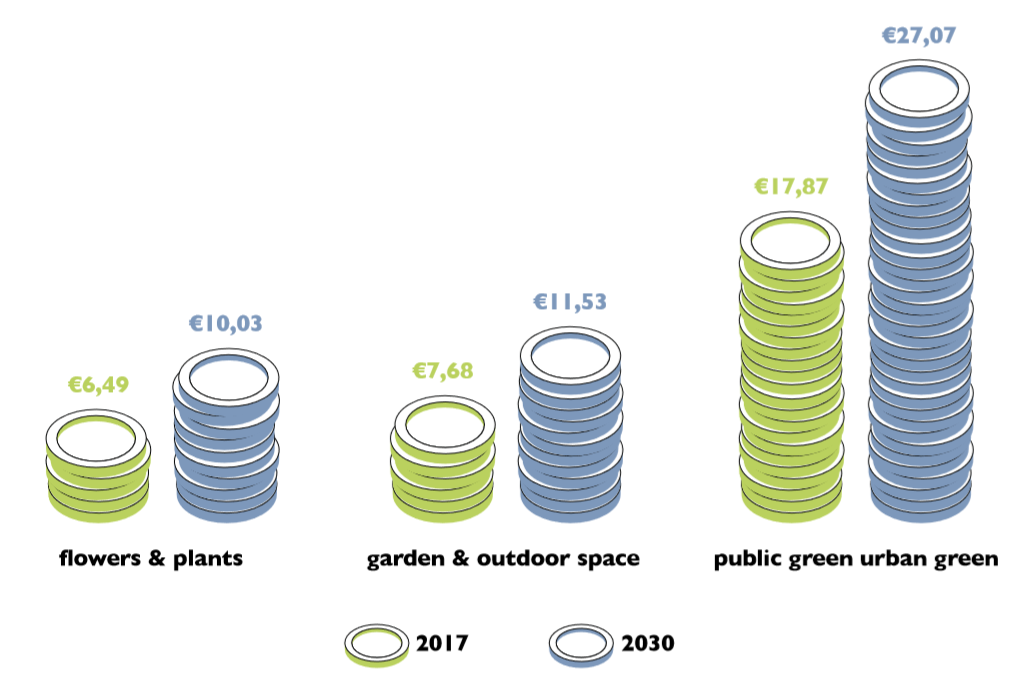 €27,07
€17,87
€11,53
€10,03
€7,68
€6,49
flowers & plants
garden & outdoor space
public green urban green
2017
2030